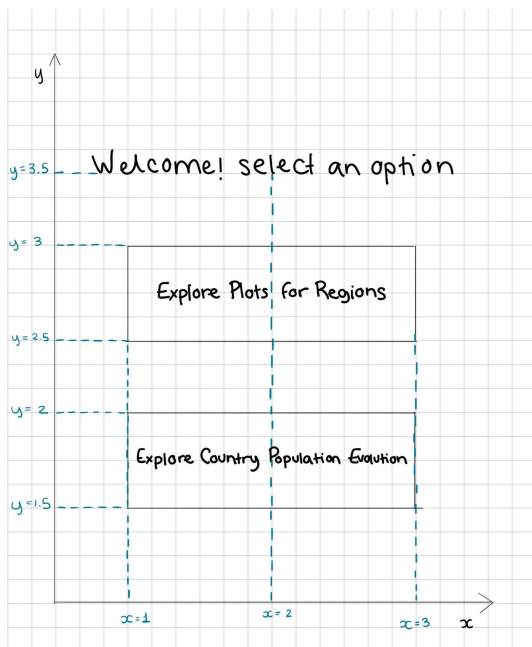 y
y=3.5
Welcome! select an option
y=3
Explore Plots for Regions
y=2.5
y=2
Explore Country Population Evolution
y=1.5
x=1
x=2
x=3
x